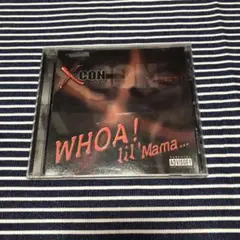 XCON
WHOA!
lil' Mama...
PARENTAL
ADVISORY
EXPLICIT CONTENT